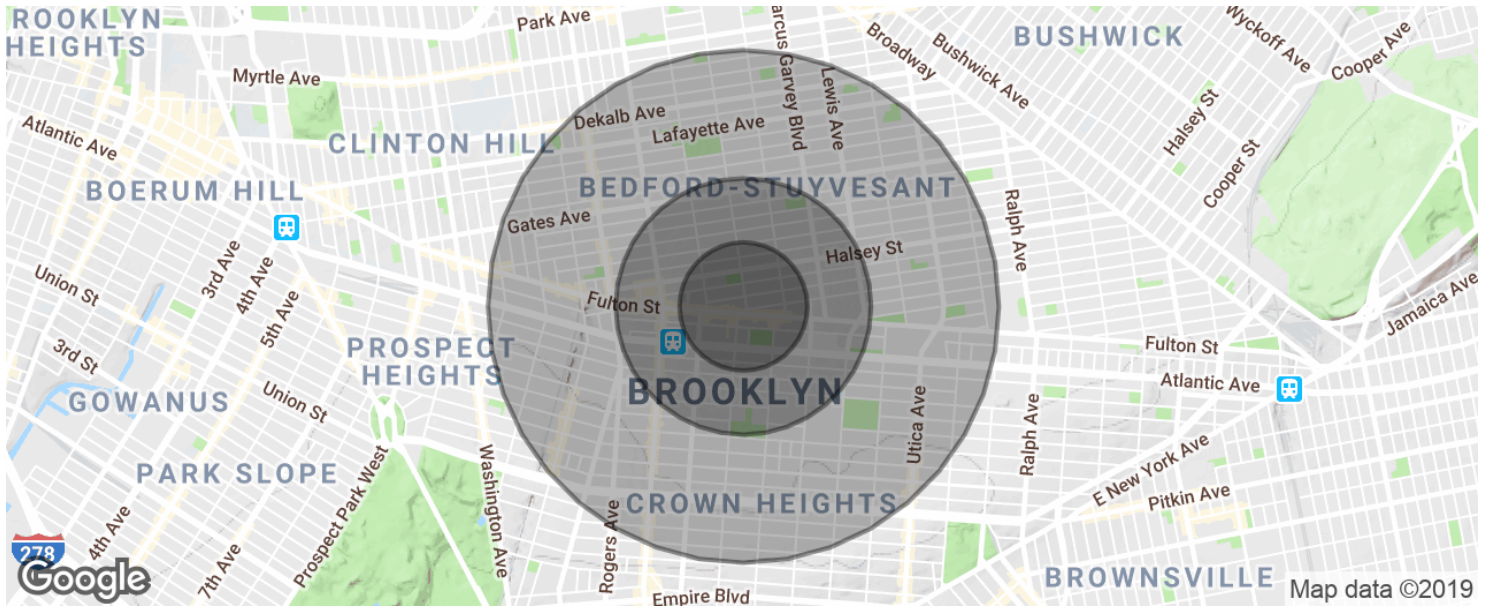 ROOKLYN
HEIGHTS
Park Ave
arcus Garvey Blvd
Lewis Ave
Broadway
Bushwick Ave
BUSHWICK
Wyckoff Ave
Cooper Ave
Myrtle Ave
Dekalb Ave
Lafayette Ave
Halsey St
Cooper St
Atlantic Ave
CLINTON HILL
BOERUM HILL
BEDFORD-STUYVESANT
Gates Ave
Halsey St
Ralph Ave
Union St
3rd Ave
4th Ave
5th Ave
Fulton St
Jamaica Ave
3rd St
PROSPECT
HEIGHTS
Fulton St
Atlantic Ave
GOWANUS
Union St
BROOKLYN
Utica Ave
Ralph Ave
PARK SLOPE
Prospect Park West
Washington Ave
CROWN HEIGHTS
E New York Ave
Pitkin Ave
4th Ave
7th Ave
Rogers Ave
278
Google
Empire Blvd
BROWNSVILLE
Map data ©2019